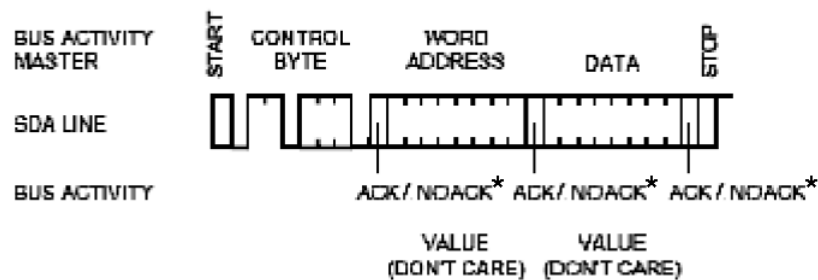 BUS ACTIVITY MASTER START CONTROL BYTE WORD ADDRESS DATA STOP
SDA LINE
BUS ACTIVITY ACK / NOACK* ACK / NOACK* ACK / NOACK*
VALUE (DON'T CARE) VALUE (DON'T CARE)